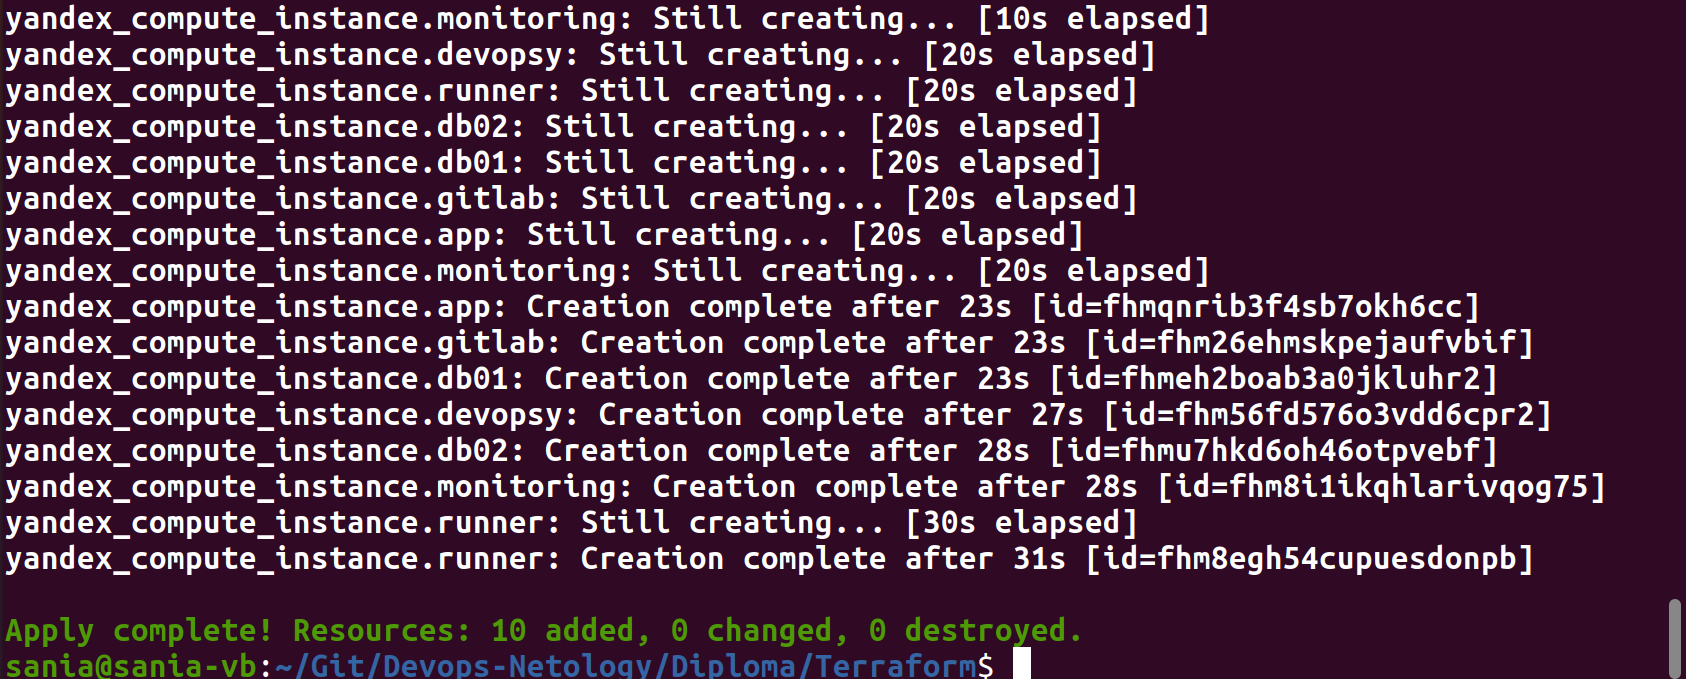 yandex_compute_instance.monitoring: Still creating... [10s elapsed]
yandex_compute_instance.devopsy: Still creating... [20s elapsed]
yandex_compute_instance.runner: Still creating... [20s elapsed]
yandex_compute_instance.db02: Still creating... [20s elapsed]
yandex_compute_instance.db01: Still creating... [20s elapsed]
yandex_compute_instance.gitlab: Still creating... [20s elapsed]
yandex_compute_instance.app: Still creating... [20s elapsed]
yandex_compute_instance.monitoring: Still creating... [20s elapsed]
yandex_compute_instance.app: Creation complete after 23s [id=fhmqnrib3f4sb7okh6cc]
yandex_compute_instance.gitlab: Creation complete after 23s [id=fhm26ehmskpejaufvbif]
yandex_compute_instance.db01: Creation complete after 23s [id=fhmeh2boab3a0jkluhr2]
yandex_compute_instance.devopsy: Creation complete after 27s [id=fhm56fd576o3vdd6cpr2]
yandex_compute_instance.db02: Creation complete after 28s [id=fhmu7hkd6oh46otpvebf]
yandex_compute_instance.monitoring: Creation complete after 28s [id=fhm8i1ikqhlarivqog75]
yandex_compute_instance.runner: Still creating... [30s elapsed]
yandex_compute_instance.runner: Creation complete after 31s [id=fhm8egh54cupuesdonpb]
Apply complete! Resources: 10 added, 0 changed, 0 destroyed.
sania@sania-vb:~/Git/Devops-Netology/Diploma/Terraform$